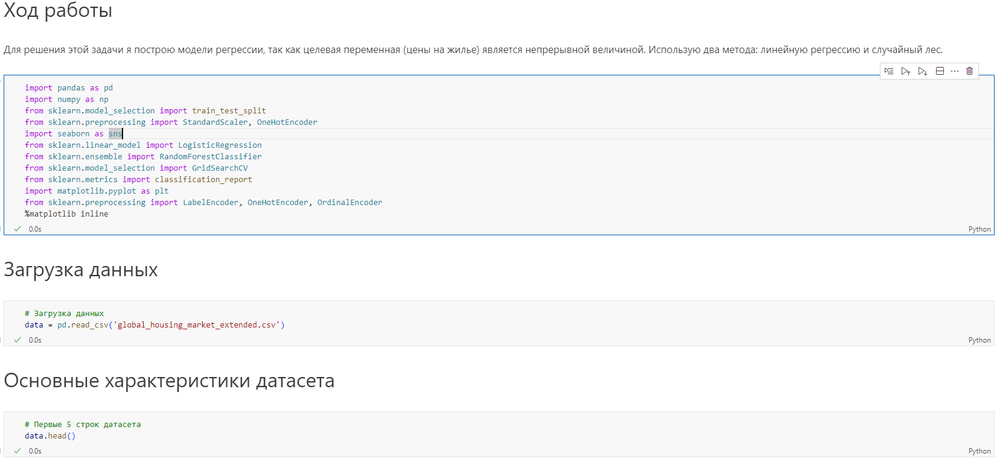 Ход работы
Для решения этой задачи я построю модели регрессии, так как целевая переменная (цены на жилье) является непрерывной величиной. Использую два метода: линейную регрессию и случайный лес.
import pandas as pd
import numpy as np
from sklearn.model_selection import train_test_split
from sklearn.preprocessing import StandardScaler, OneHotEncoder
import seaborn as sns
from sklearn.linear_model import LogisticRegression
from sklearn.ensemble import RandomForestClassifier
from sklearn.model_selection import GridSearchCV
from sklearn.metrics import classification_report
import matplotlib.pyplot as plt
from sklearn.preprocessing import LabelEncoder, OneHotEncoder, OrdinalEncoder
%matplotlib inline
0.0s
Python
Загрузка данных
# Загрузка данных
data = pd.read_csv('global_housing_market_extended.csv')
0.0s
Python
Основные характеристики датасета
# Первые 5 строк датасета
data.head()
0.0s
Python